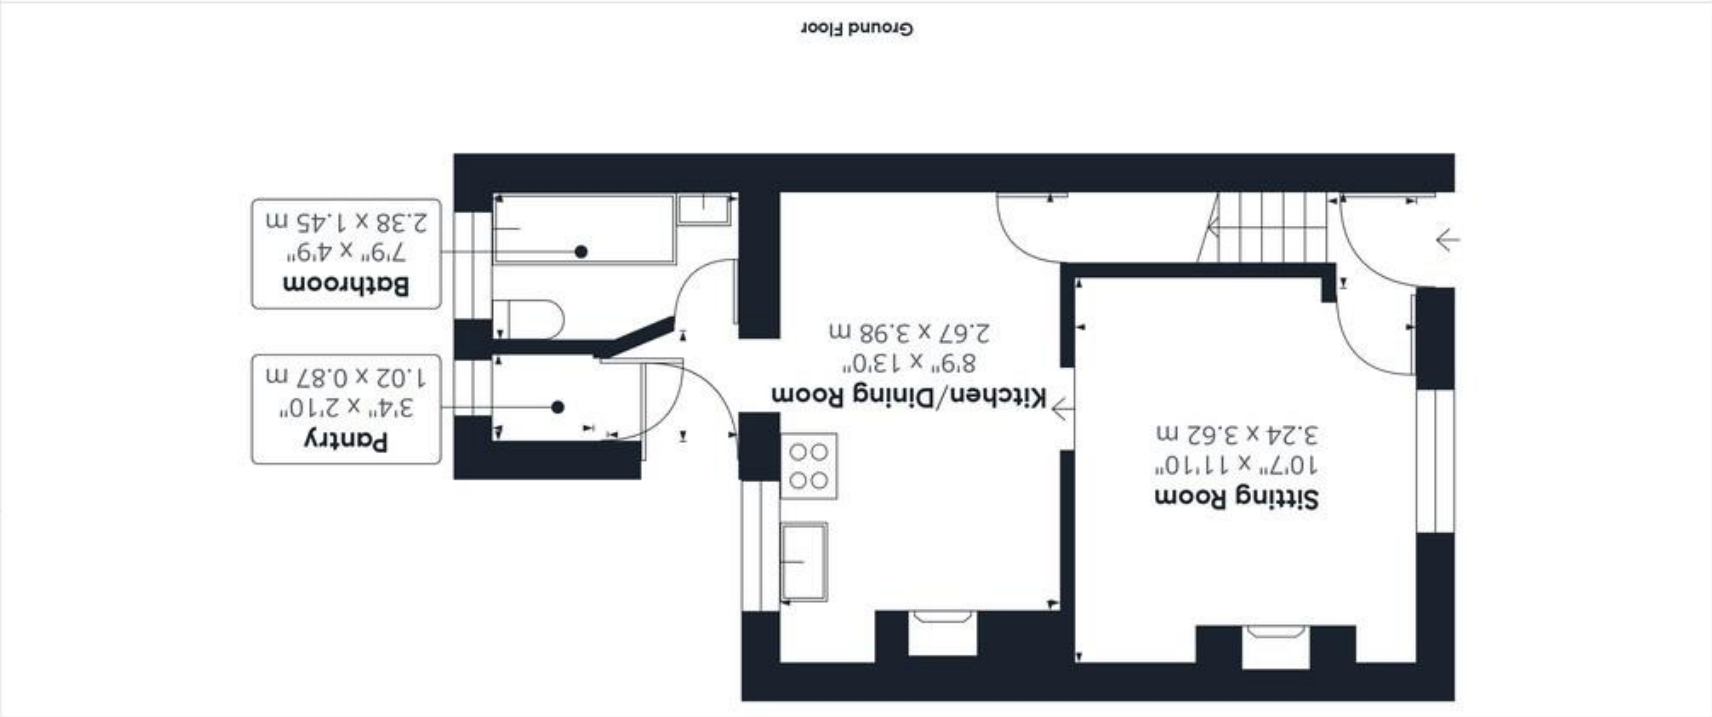 Sitting Room
10'7" x 11'10"
3.24 x 3.62 m
Kitchen/Dining Room
8'9" x 13'0"
2.67 x 3.98 m
Pantry
3'4" x 2'10"
1.02 x 0.87 m
Bathroom
7'9" x 4'9"
2.38 x 1.45 m
Ground Floor